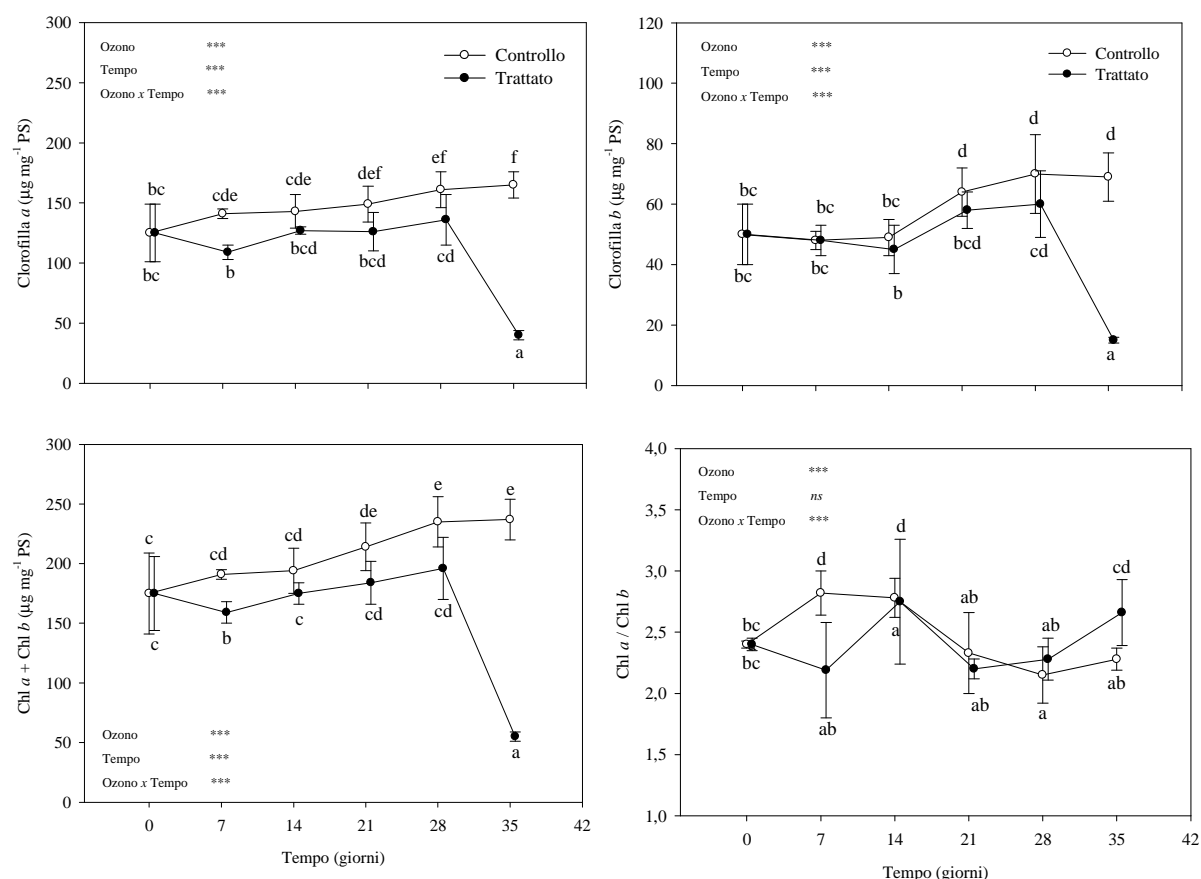 300
250
200
150
100
50
0
Clorofilla a (µg mg⁻¹ PS)
Ozono ***
Tempo ***
Ozono x Tempo ***
Controllo
Trattato
bc cde cde def ef f
bc b bcd bcd cd a
120
100
80
60
40
20
0
Clorofilla b (µg mg⁻¹ PS)
Ozono ***
Tempo ***
Ozono x Tempo ***
Controllo
Trattato
bc bc bc d d d
bc bc b bcd cd a
300
250
200
150
100
50
0
Chl a + Chl b (µg mg⁻¹ PS)
c cd cd de e e
c b c cd cd a
Ozono ***
Tempo ***
Ozono x Tempo ***
0 7 14 21 28 35 42
Tempo (giorni)
4,0
3,5
3,0
2,5
2,0
1,5
1,0
Chl a / Chl b
Ozono ***
Tempo ns
Ozono x Tempo ***
bc d d ab ab cd
bc ab a ab a ab
0 7 14 21 28 35 42
Tempo (giorni)